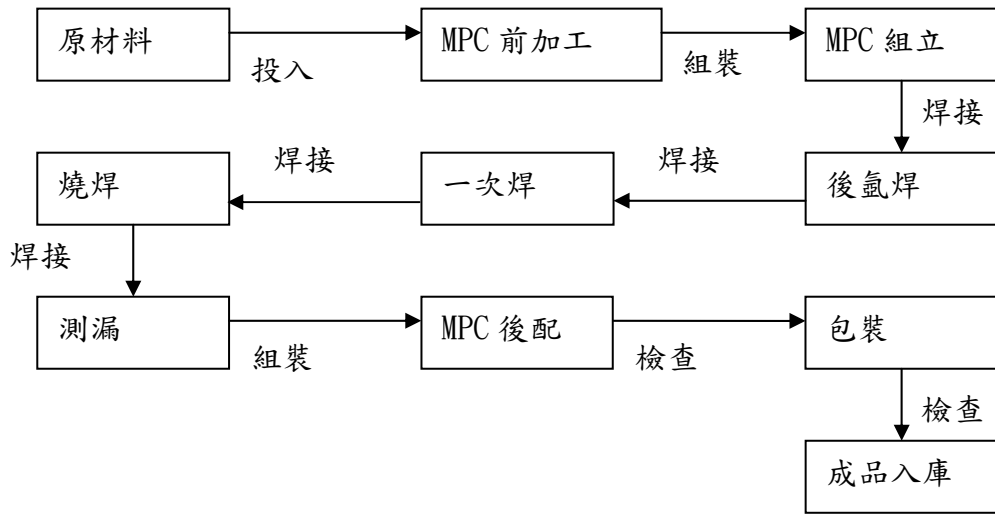 原材料
投入
MPC 前加工
組裝
MPC 組立
焊接
後氬焊
焊接
一次焊
焊接
燒焊
焊接
測漏
組裝
MPC 後配
檢查
包裝
檢查
成品入庫